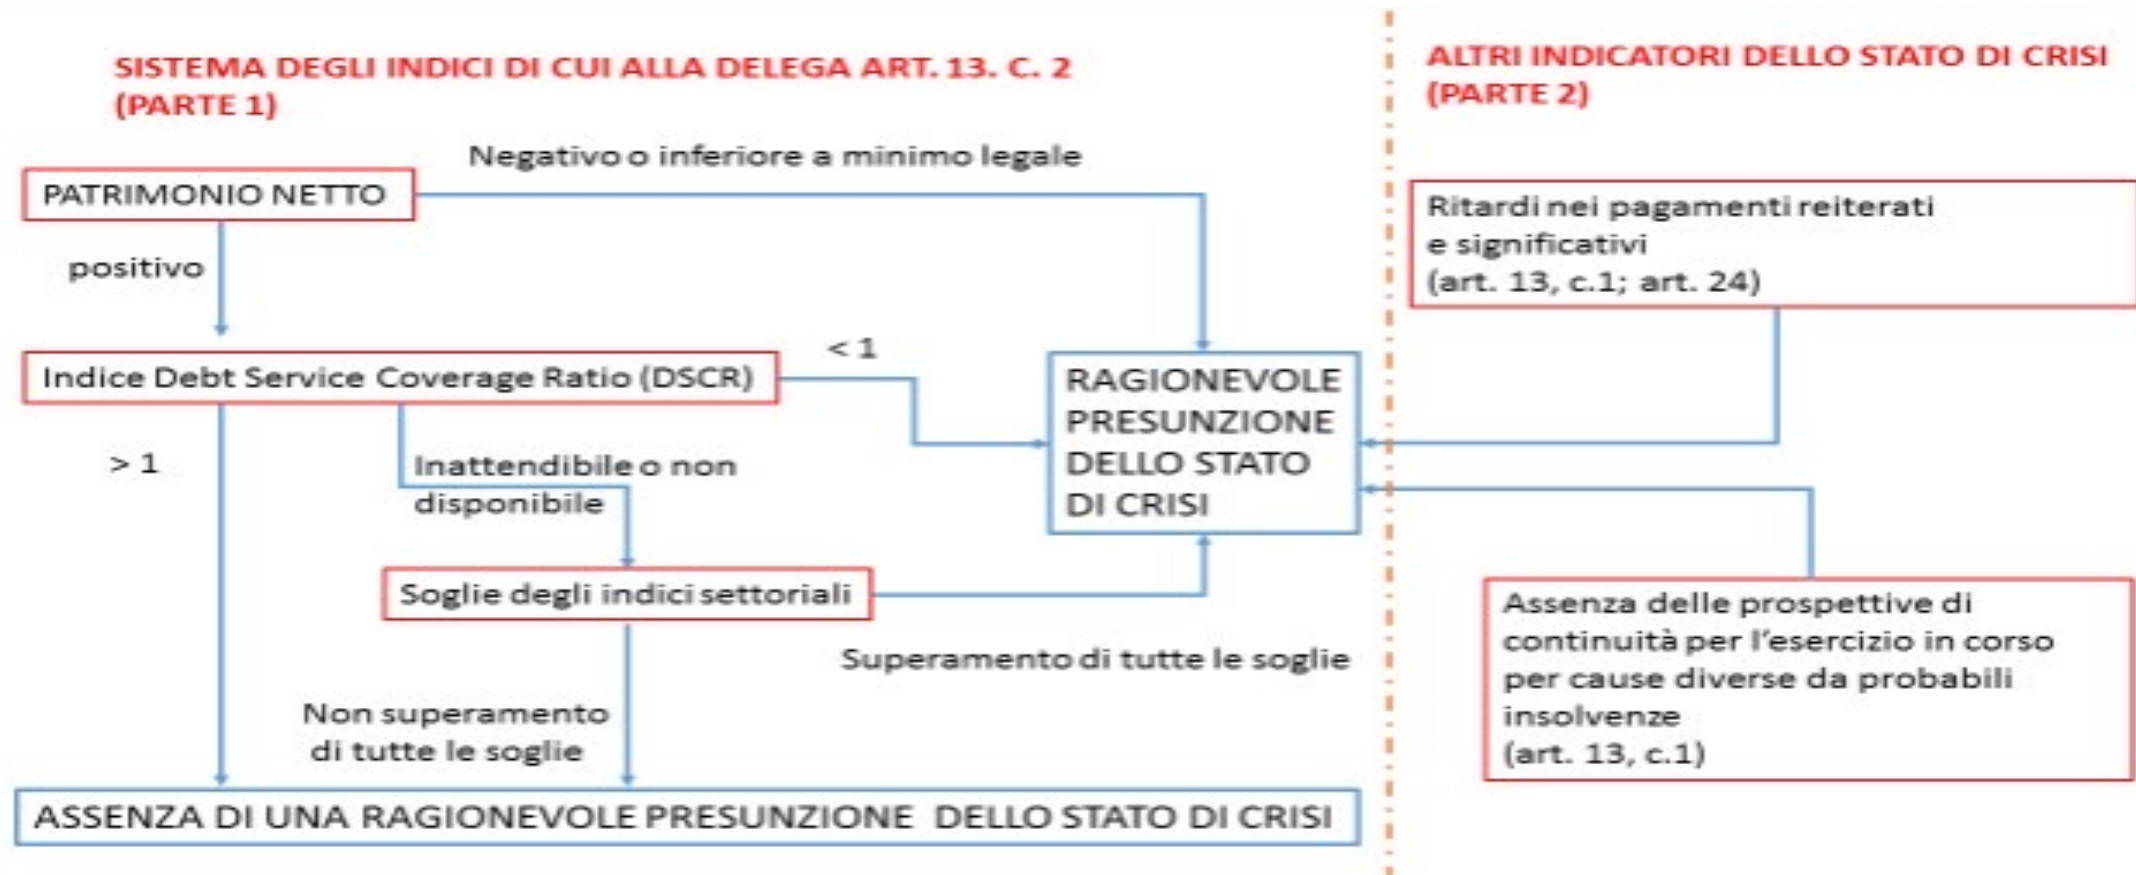 SISTEMA DEGLI INDICI DI CUI ALLA DELEGA ART. 13. C. 2
(PARTE 1)
Negativo o inferiore a minimo legale
PATRIMONIO NETTO
positivo
< 1
Indice Debt Service Coverage Ratio (DSCR)
> 1
Inattendibile o non
disponibile
RAGIONEVOLE
PRESUNZIONE
DELLO STATO
DI CRISI
Soglie degli indici settoriali
Superamento di tutte le soglie
Non superamento
di tutte le soglie
ASSENZA DI UNA RAGIONEVOLE PRESUNZIONE DELLO STATO DI CRISI
ALTRI INDICATORI DELLO STATO DI CRISI
(PARTE 2)
Ritardi nei pagamenti reiterati
e significativi
(art. 13, c.1; art. 24)
Assenza delle prospettive di
continuità per l'esercizio in corso
per cause diverse da probabili
insolvenze
(art. 13, c.1)